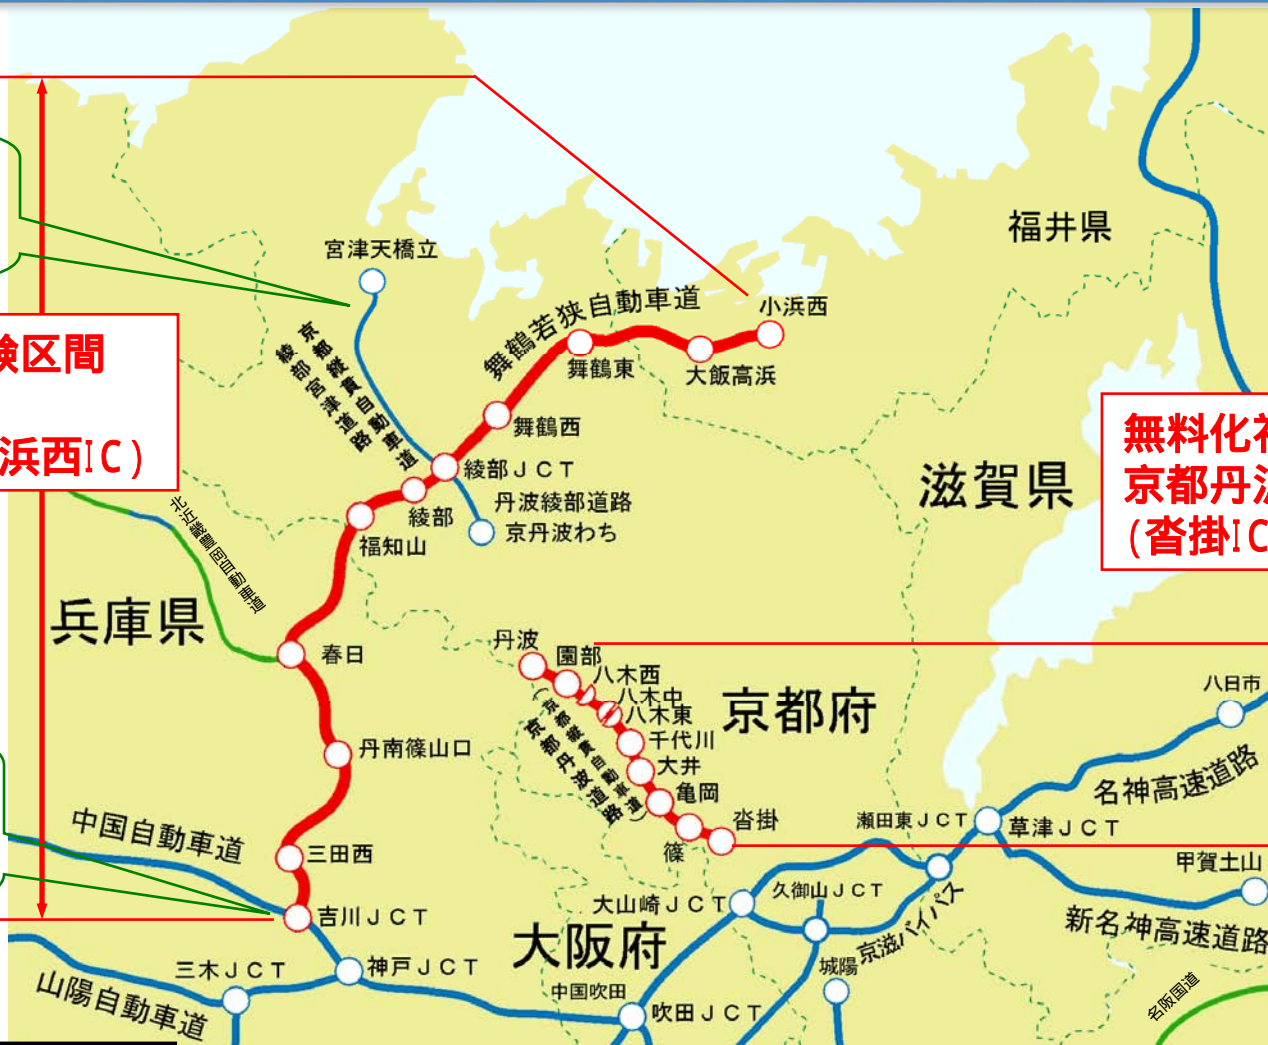 福井県
宮津天橋立
小浜西
舞鶴若狭自動車道
舞鶴東
大飯高浜
京都縦貫自動車道
綾部宮津道路
険区間
浜西IC)
舞鶴西
無料化社
京都丹波
(沓掛IC
滋賀県
綾部JCT
丹波綾部道路
綾部
京丹波わち
福知山
北近畿豊岡自動車道
兵庫県
春日
丹波
園部
八木西
八木中
八木東
京都府
千代川
大井
亀岡
(京都縦貫自動車道)
京都丹波道路
沓掛
篠
八日市
名神高速道路
丹南篠山口
中国自動車道
三田西
瀬田東JCT
草津JCT
甲賀土山
久御山JCT
大山崎JCT
吉川JCT
大阪府
京滋バイパス
新名神高速道路
三木JCT
神戸JCT
城陽
中国吹田
山陽自動車道
吹田JCT
名阪国道